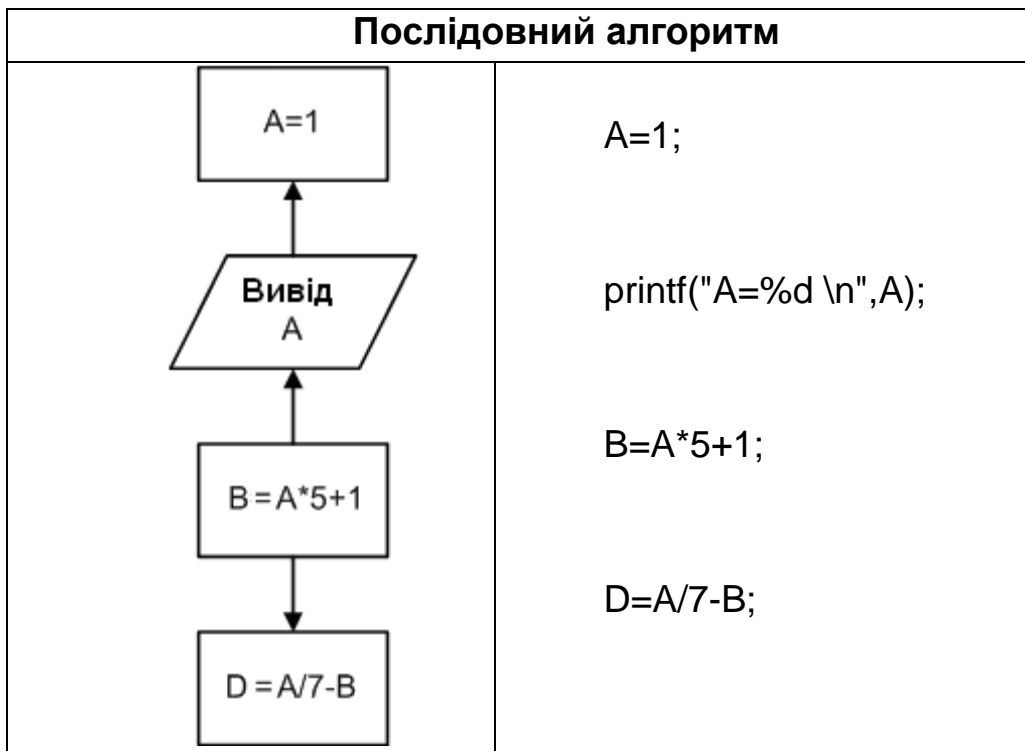 Послідовний алгоритм
A=1
A=1;
Вивід
A
printf("A=%d \n",A);
B=A*5+1
B=A*5+1;
D=A/7-B
D=A/7-B;